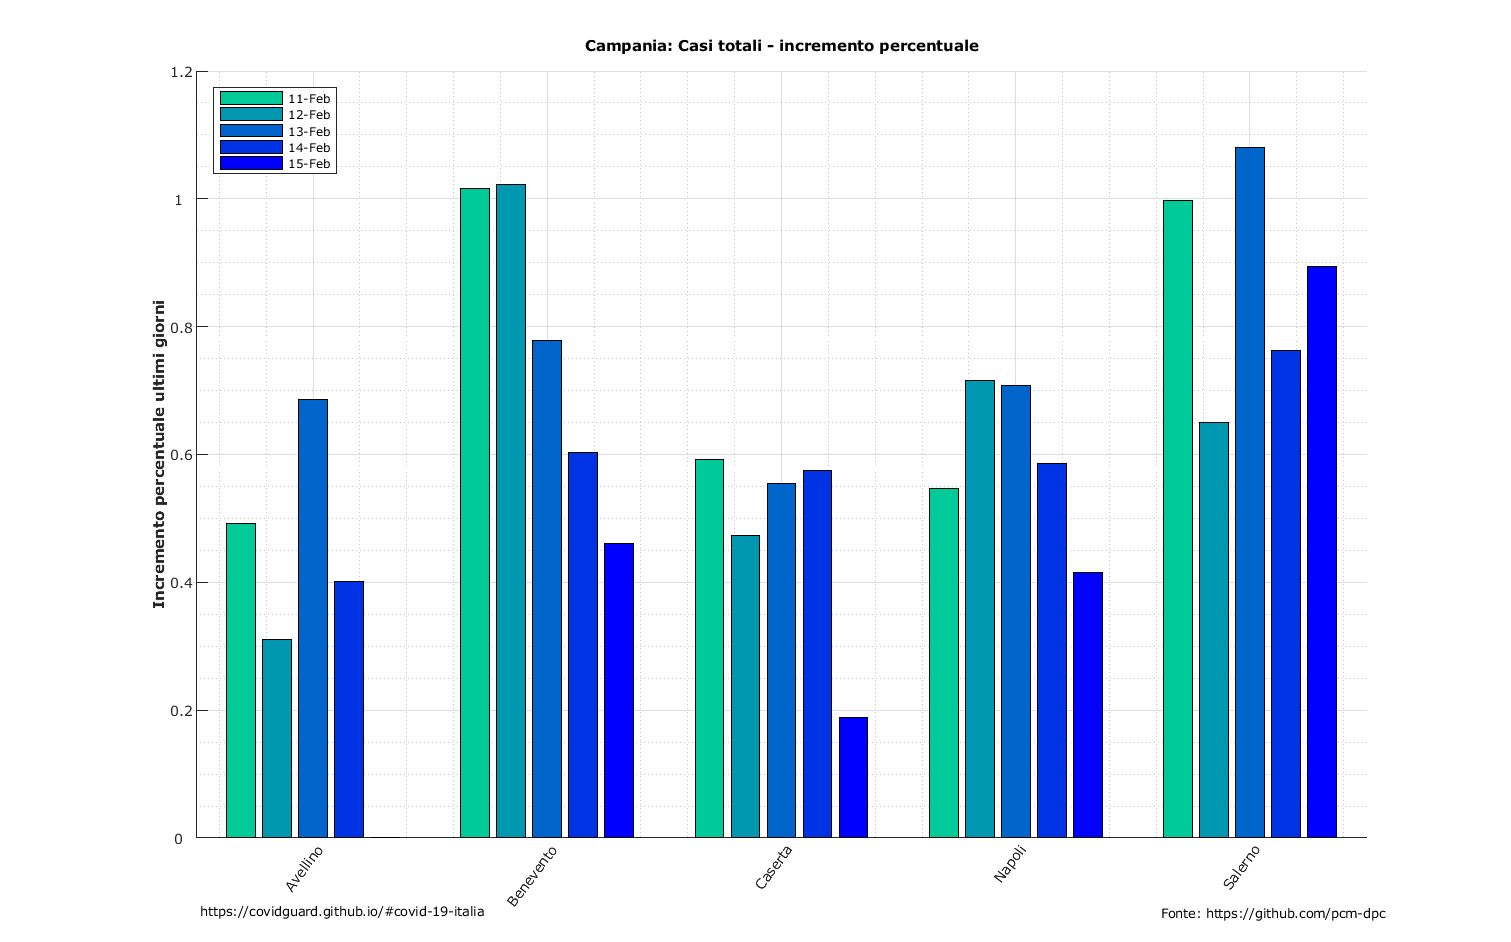 Campania: Casi totali - incremento percentuale
1.2
1
0.8
0.6
0.4
0.2
0
Incremento percentuale ultimi giorni
11-Feb
12-Feb
13-Feb
14-Feb
15-Feb
Avellino
Benevento
Caserta
Napoli
Salerno
https://covidguard.github.io/#covid-19-italia
Fonte: https://github.com/pcm-dpc